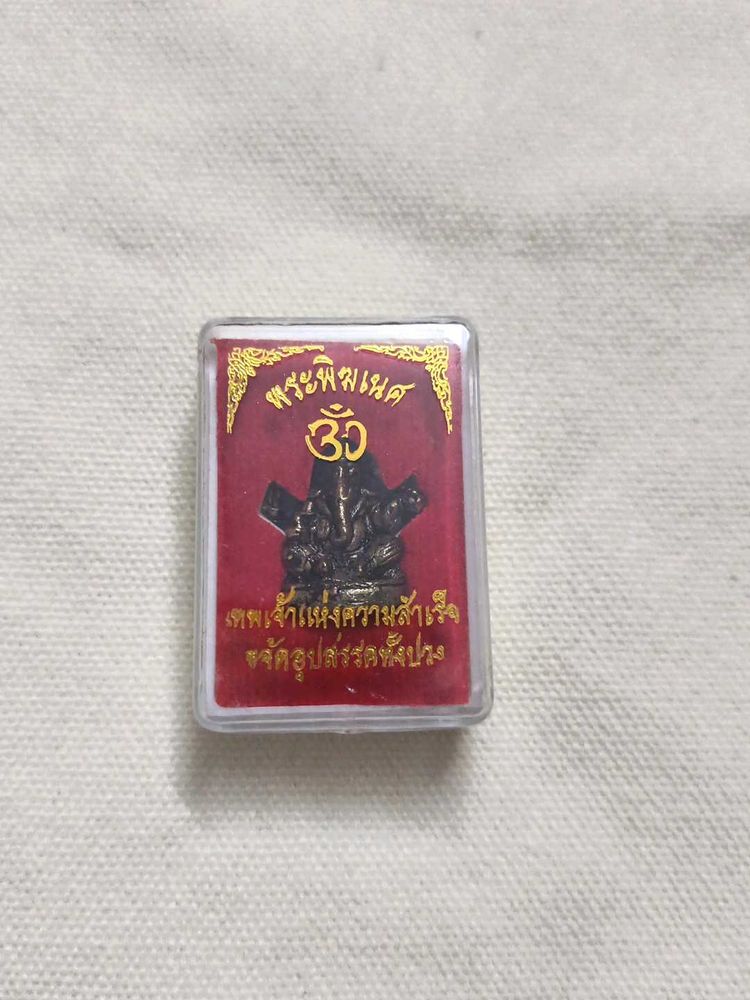 พระพิฆเนศ
ॐ
เทพเจ้าแห่งความสำเร็จ
ขจัดอุปสรรคทั้งปวง